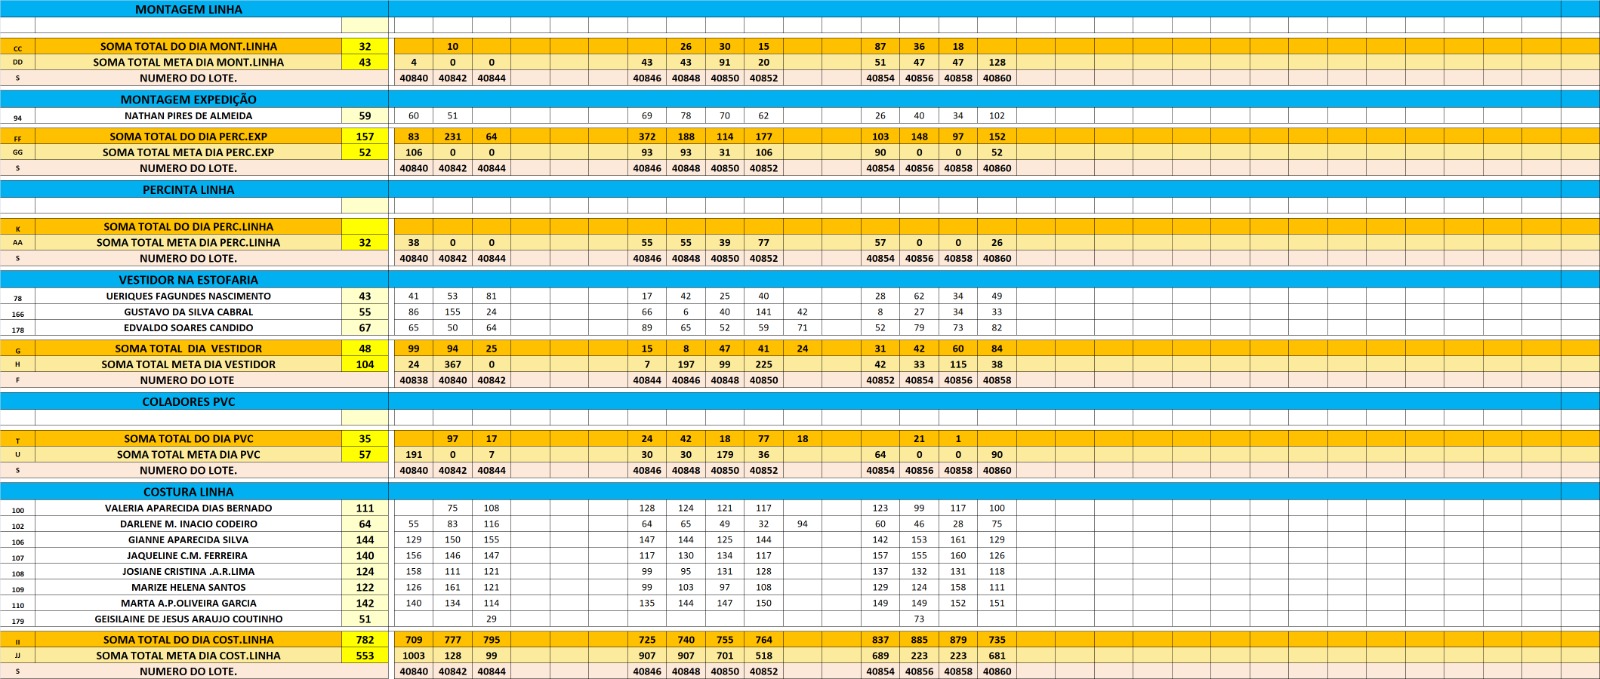 MONTAGEM LINHA
CC SOMA TOTAL DO DIA MONT.LINHA 32 10 26 30 15 87 36 18
DD SOMA TOTAL META DIA MONT.LINHA 43 4 0 0 43 43 91 20 51 47 47 128
S NUMERO DO LOTE. 40840 40842 40844 40846 40848 40850 40852 40854 40856 40858 40860
MONTAGEM EXPEDIÇÃO
94 NATHAN PIRES DE ALMEIDA 59 60 51 69 78 70 62 26 40 34 102
FF SOMA TOTAL DO DIA PERC.EXP 157 83 231 64 372 188 114 177 103 148 97 152
GG SOMA TOTAL META DIA PERC.EXP 52 106 0 0 93 93 31 106 90 0 0 52
S NUMERO DO LOTE. 40840 40842 40844 40846 40848 40850 40852 40854 40856 40858 40860
PERCINTA LINHA
K SOMA TOTAL DO DIA PERC.LINHA
AA SOMA TOTAL META DIA PERC.LINHA 32 38 0 0 55 55 39 77 57 0 0 26
S NUMERO DO LOTE. 40840 40842 40844 40846 40848 40850 40852 40854 40856 40858 40860
VESTIDOR NA ESTOFARIA
78 UERIQUES FAGUNDES NASCIMENTO 43 41 53 81 17 42 25 40 28 62 34 49
166 GUSTAVO DA SILVA CABRAL 55 86 155 24 66 6 40 141 42 8 27 34 33
178 EDVALDO SOARES CANDIDO 67 65 50 64 89 65 52 59 71 52 79 73 82
G SOMA TOTAL DIA VESTIDOR 48 99 94 25 15 8 47 41 24 31 42 60 84
H SOMA TOTAL META DIA VESTIDOR 104 24 367 0 7 197 99 225 42 33 115 38
F NUMERO DO LOTE 40838 40840 40842 40844 40846 40848 40850 40852 40854 40856 40858
COLADORES PVC
T SOMA TOTAL DO DIA PVC 35 97 17 24 42 18 77 18 21 1
U SOMA TOTAL META DIA PVC 57 191 0 7 30 30 179 36 64 0 0 90
S NUMERO DO LOTE. 40840 40842 40844 40846 40848 40850 40852 40854 40856 40858 40860
COSTURA LINHA
100 VALERIA APARECIDA DIAS BERNADO 111 75 108 128 124 121 117 123 99 117 100
102 DARLENE M. INACIO CODEIRO 64 55 83 116 64 65 49 32 94 60 46 28 75
106 GIANNE APARECIDA SILVA 144 129 150 155 147 144 125 144 142 153 161 129
107 JAQUELINE C.M. FERREIRA 140 156 146 147 117 130 134 117 157 155 160 126
108 JOSIANE CRISTINA .A.R.LIMA 124 158 111 121 99 95 131 128 137 132 131 118
109 MARIZE HELENA SANTOS 122 126 161 121 99 103 97 108 129 124 158 111
110 MARTA A.P.OLIVEIRA GARCIA 142 140 134 114 135 144 147 150 149 149 152 151
179 GEISILAINE DE JESUS ARAUJO COUTINHO 51 29 73
II SOMA TOTAL DO DIA COST.LINHA 782 709 777 795 725 740 755 764 837 885 879 735
JJ SOMA TOTAL META DIA COST.LINHA 553 1003 128 99 907 907 701 518 689 223 223 681
S NUMERO DO LOTE. 40840 40842 40844 40846 40848 40850 40852 40854 40856 40858 40860